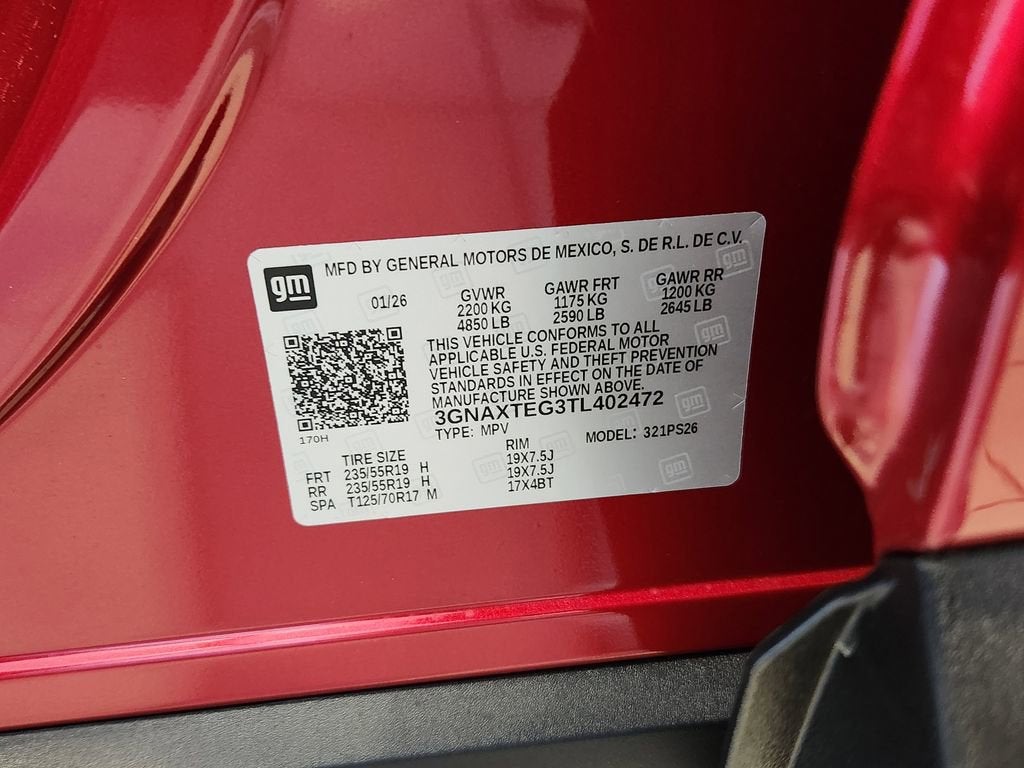 gm
MFD BY GENERAL MOTORS DE MEXICO, S. DE R.L. DE C.V.
01/26 GVWR GAWR FRT GAWR RR
2200 KG 1175 KG 1200 KG
4850 LB 2590 LB 2645 LB
THIS VEHICLE CONFORMS TO ALL
APPLICABLE U.S. FEDERAL MOTOR
VEHICLE SAFETY AND THEFT PREVENTION
STANDARDS IN EFFECT ON THE DATE OF
MANUFACTURE SHOWN ABOVE.
3GNAXTEG3TL402472
170H
TYPE: MPV MODEL: 321PS26
TIRE SIZE RIM
FRT 235/55R19 H 19X7.5J
RR 235/55R19 H 19X7.5J
SPA T125/70R17 M 17X4BT